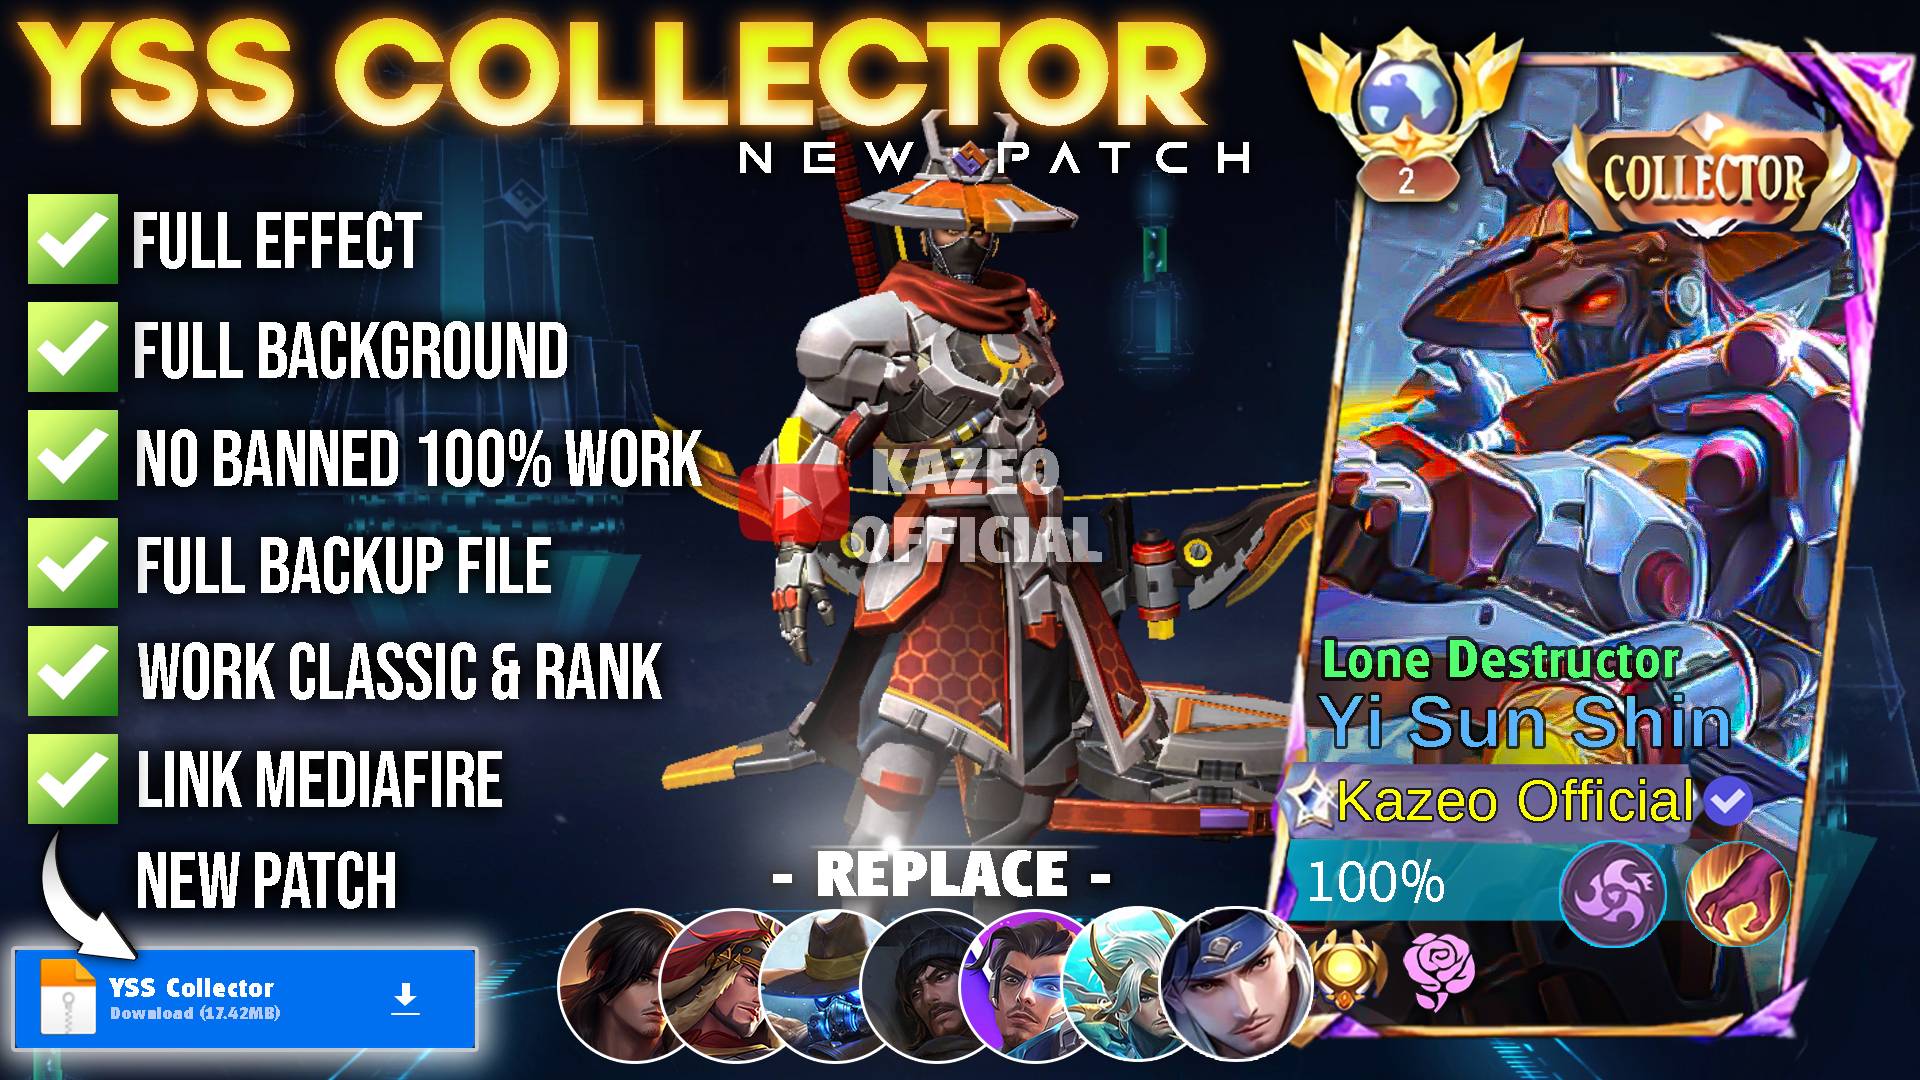 YSS COLLECTOR
NEW PATCH
FULL EFFECT
FULL BACKGROUND
NO BANNED 100% WORK
FULL BACKUP FILE
WORK CLASSIC & RANK
LINK MEDIAFIRE
NEW PATCH
YSS Collector
Download (17.42MB)
KAZEO
OFFICIAL
- REPLACE -
2
COLLECTOR
Lone Destructor
Yi Sun Shin
Kazeo Official
100%